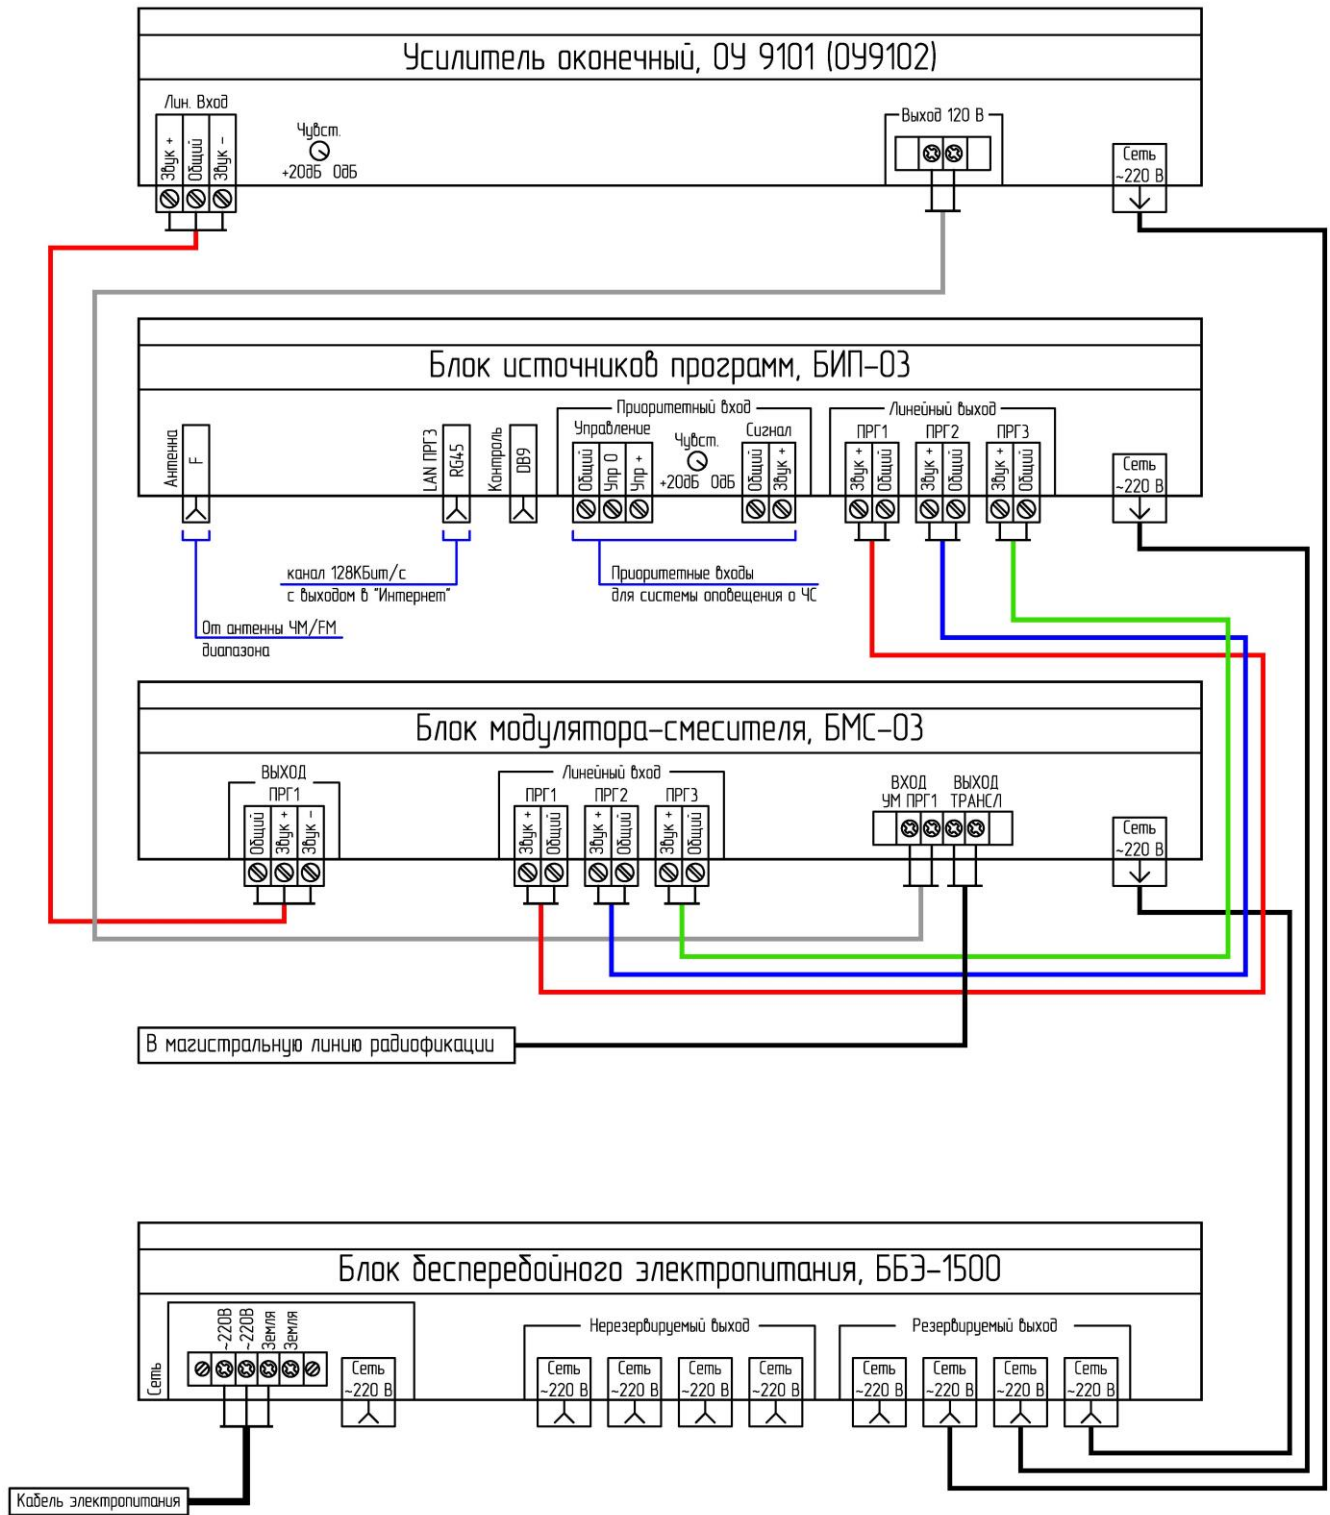 Усилитель оконечный, ОУ 9101 (ОУ9102)
Лин. Вход
Звук +
Общий
Звук -
Чувст.
+20дБ 0дБ
Выход 120 В
Сеть
~220 В
Блок источников программ, БИП-03
Антенна
F
LAN ПРГ3
RG45
Контроль
DB9
Приоритетный вход
Управление
Общий
Упр 0
Упр +
Чувст.
+20дБ 0дБ
Сигнал
Общий
Звук +
Линейный выход
ПРГ1
Звук +
Общий
ПРГ2
Звук +
Общий
ПРГ3
Звук +
Общий
Сеть
~220 В
канал 128КБит/с
с выходом в "Интернет"
Приоритетные входы
для системы оповещения о ЧС
От антенны ЧМ/FM
диапазона
Блок модулятора-смесителя, БМС-03
ВЫХОД
ПРГ1
Общий
Звук +
Звук -
Линейный вход
ПРГ1
Звук +
Общий
ПРГ2
Звук +
Общий
ПРГ3
Звук +
Общий
ВХОД
УМ ПРГ1
ВЫХОД
ТРАНСЛ
Сеть
~220 В
В магистральную линию радиофикации
Блок бесперебойного электропитания, ББЭ-1500
Сеть
~220В
~220В
Земля
Земля
Сеть
~220 В
Нерезервируемый выход
Сеть
~220 В
Сеть
~220 В
Сеть
~220 В
Сеть
~220 В
Резервируемый выход
Сеть
~220 В
Сеть
~220 В
Сеть
~220 В
Сеть
~220 В
Кабель электропитания